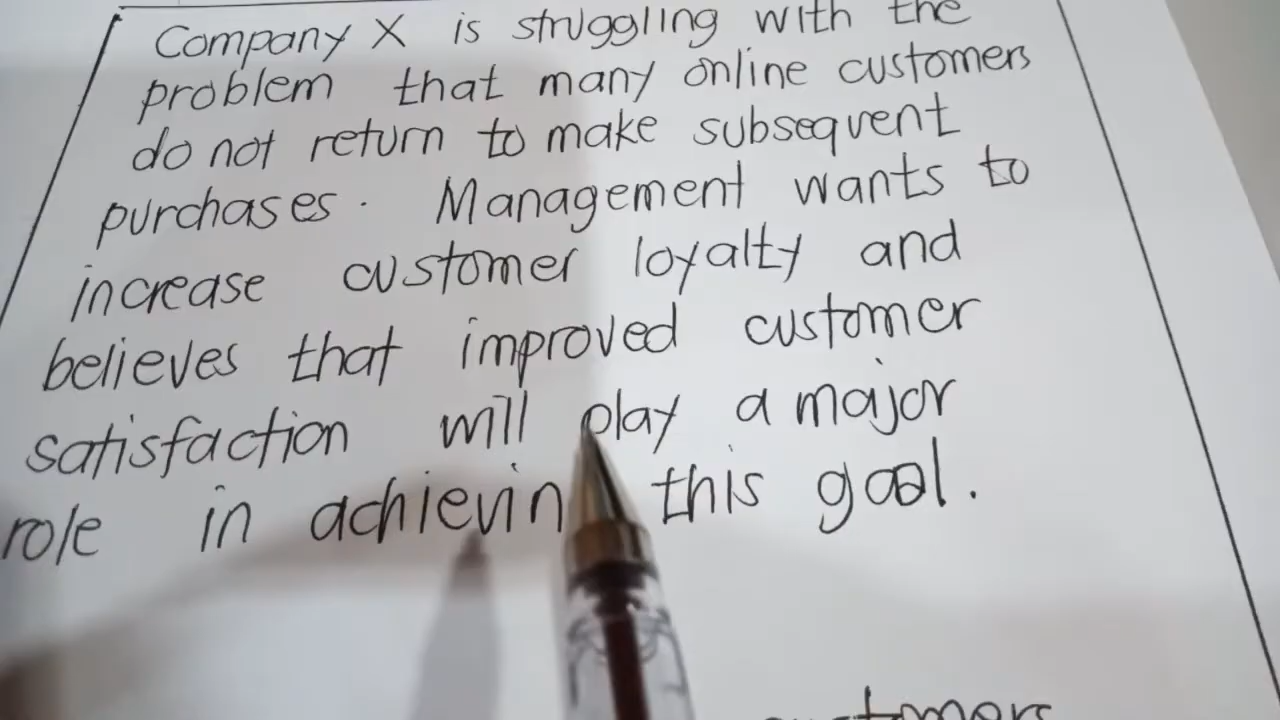 Company X is struggling with the
problem that many online customers
do not return to make subsequent
purchases. Management wants to
increase customer loyalty and
believes that improved customer
satisfaction will play a major
role in achievin this goal.